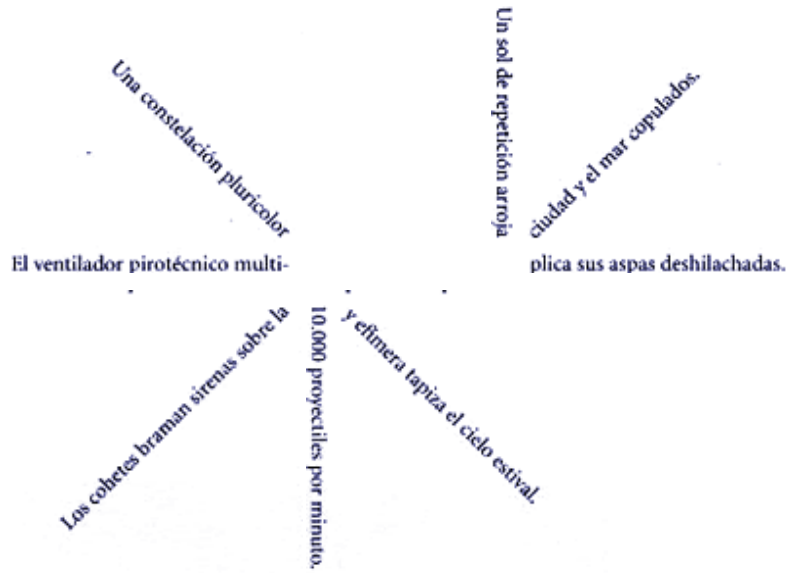 Una constelación pluricolor
Un sol de repetición arroja
ciudad y el mar copulados.
El ventilador pirotécnico multi-
plica sus aspas deshilachadas.
Los cohetes braman sirenas sobre la
10.000 proyectiles por minuto.
y efímera tapiza el cielo estival.